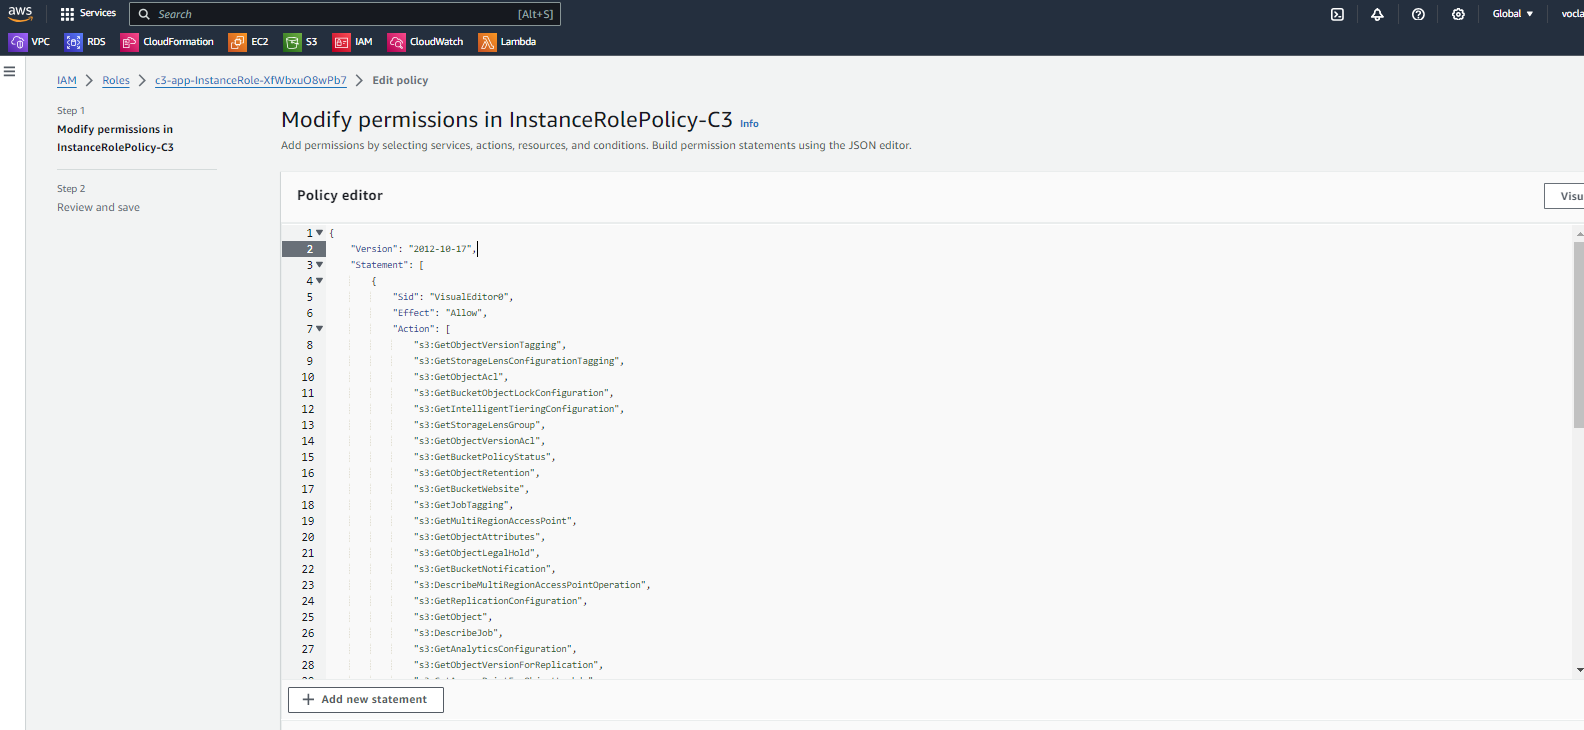 aws
Services
Search
[Alt+S]
Global
VPC
RDS
CloudFormation
EC2
S3
IAM
CloudWatch
Lambda
IAM
Roles
c3-app-InstanceRole-XfWbxuO8wPb7
Edit policy
Step 1
Modify permissions in
InstanceRolePolicy-C3
Step 2
Review and save
Modify permissions in InstanceRolePolicy-C3 Info
Add permissions by selecting services, actions, resources, and conditions. Build permission statements using the JSON editor.
Policy editor
1 {
2 "Version": "2012-10-17",
3 "Statement": [
4 {
5 "Sid": "VisualEditor0",
6 "Effect": "Allow",
7 "Action": [
8 "s3:GetObjectVersionTagging",
9 "s3:GetStorageLensConfigurationTagging",
10 "s3:GetObjectAcl",
11 "s3:GetBucketObjectLockConfiguration",
12 "s3:GetIntelligentTieringConfiguration",
13 "s3:GetStorageLensGroup",
14 "s3:GetObjectVersionAcl",
15 "s3:GetBucketPolicyStatus",
16 "s3:GetObjectRetention",
17 "s3:GetBucketWebsite",
18 "s3:GetJobTagging",
19 "s3:GetMultiRegionAccessPoint",
20 "s3:GetObjectAttributes",
21 "s3:GetObjectLegalHold",
22 "s3:GetBucketNotification",
23 "s3:DescribeMultiRegionAccessPointOperation",
24 "s3:GetReplicationConfiguration",
25 "s3:GetObject",
26 "s3:DescribeJob",
27 "s3:GetAnalyticsConfiguration",
28 "s3:GetObjectVersionForReplication",
+ Add new statement